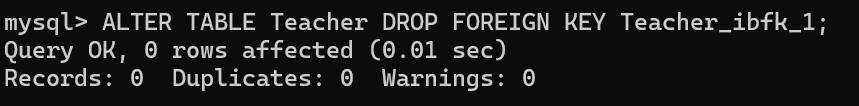 mysql> ALTER TABLE Teacher DROP FOREIGN KEY Teacher_ibfk_1;
Query OK, 0 rows affected (0.01 sec)
Records: 0  Duplicates: 0  Warnings: 0